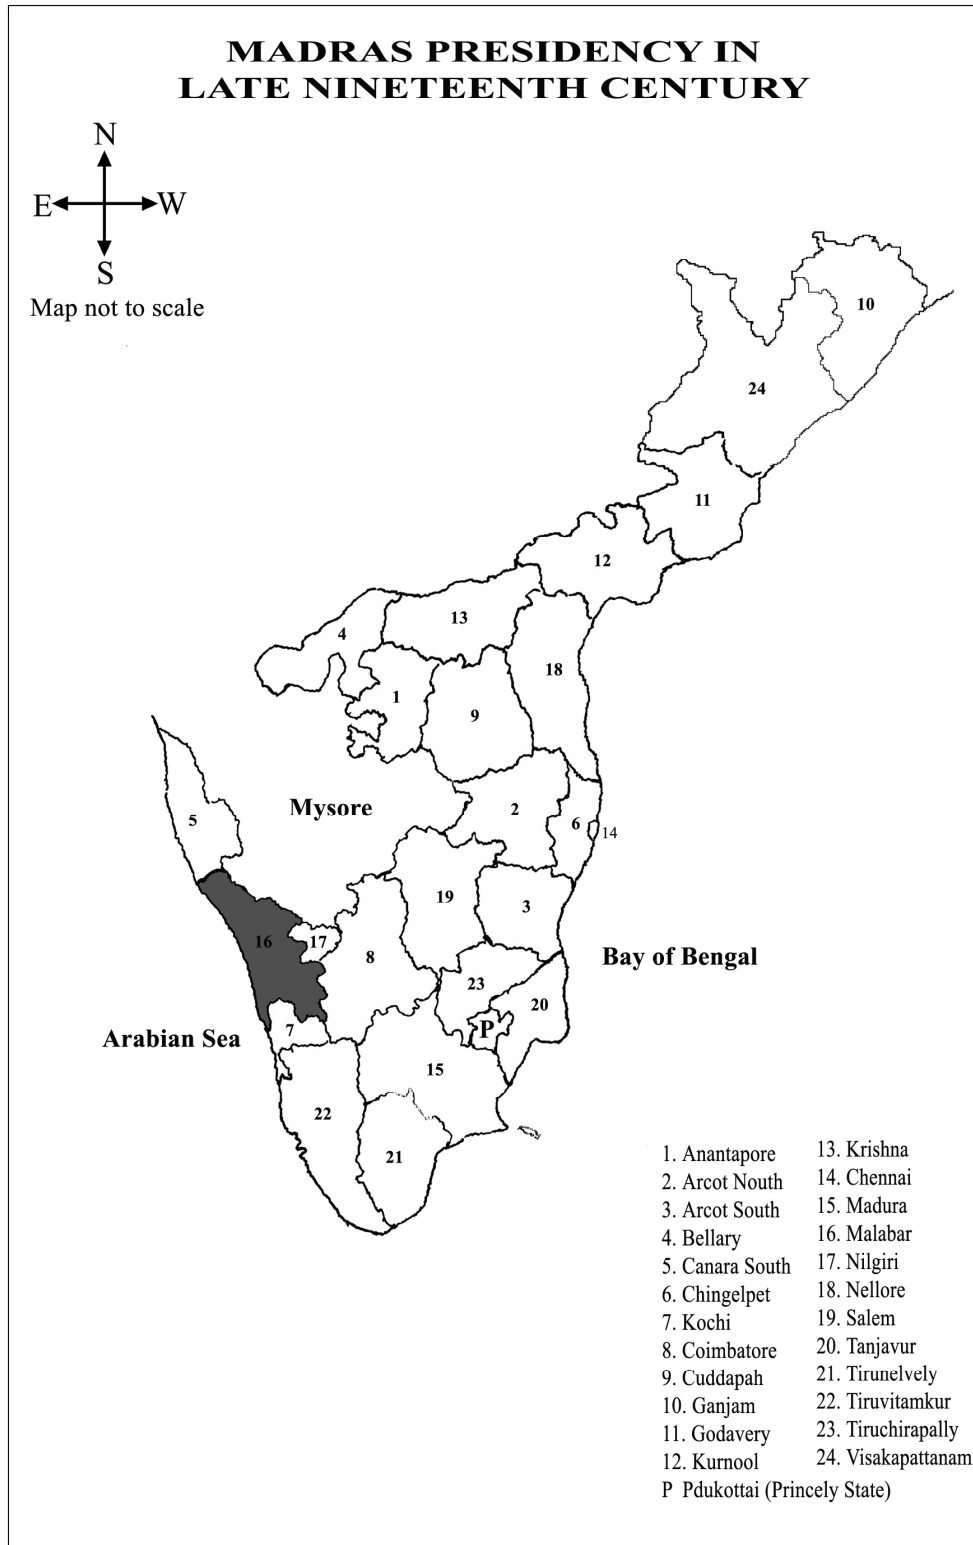 MADRAS PRESIDENCY IN
LATE NINETEENTH CENTURY
N
E W
S
Map not to scale
10
24
11
12
13
4
18
1
9
Mysore
2
5
6
14
19
3
16
17
8
Bay of Bengal
23
20
P
7
Arabian Sea
15
22
21
1. Anantapore
2. Arcot Nouth
3. Arcot South
4. Bellary
5. Canara South
6. Chingelpet
7. Kochi
8. Coimbatore
9. Cuddapah
10. Ganjam
11. Godavery
12. Kurnool
P Pdukottai (Princely State)
13. Krishna
14. Chennai
15. Madura
16. Malabar
17. Nilgiri
18. Nellore
19. Salem
20. Tanjavur
21. Tirunelvely
22. Tiruvitamkur
23. Tiruchirapally
24. Visakapattanam